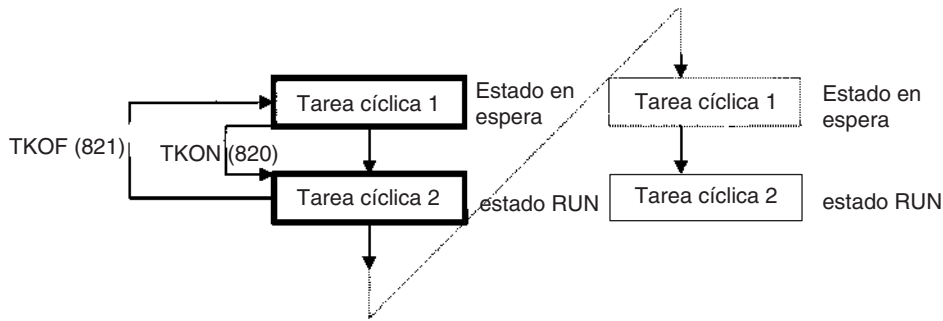 Tarea cíclica 1
Estado en
espera
TKOF (821)
TKON (820)
Tarea cíclica 2
estado RUN
Tarea cíclica 1
Estado en
espera
Tarea cíclica 2
estado RUN